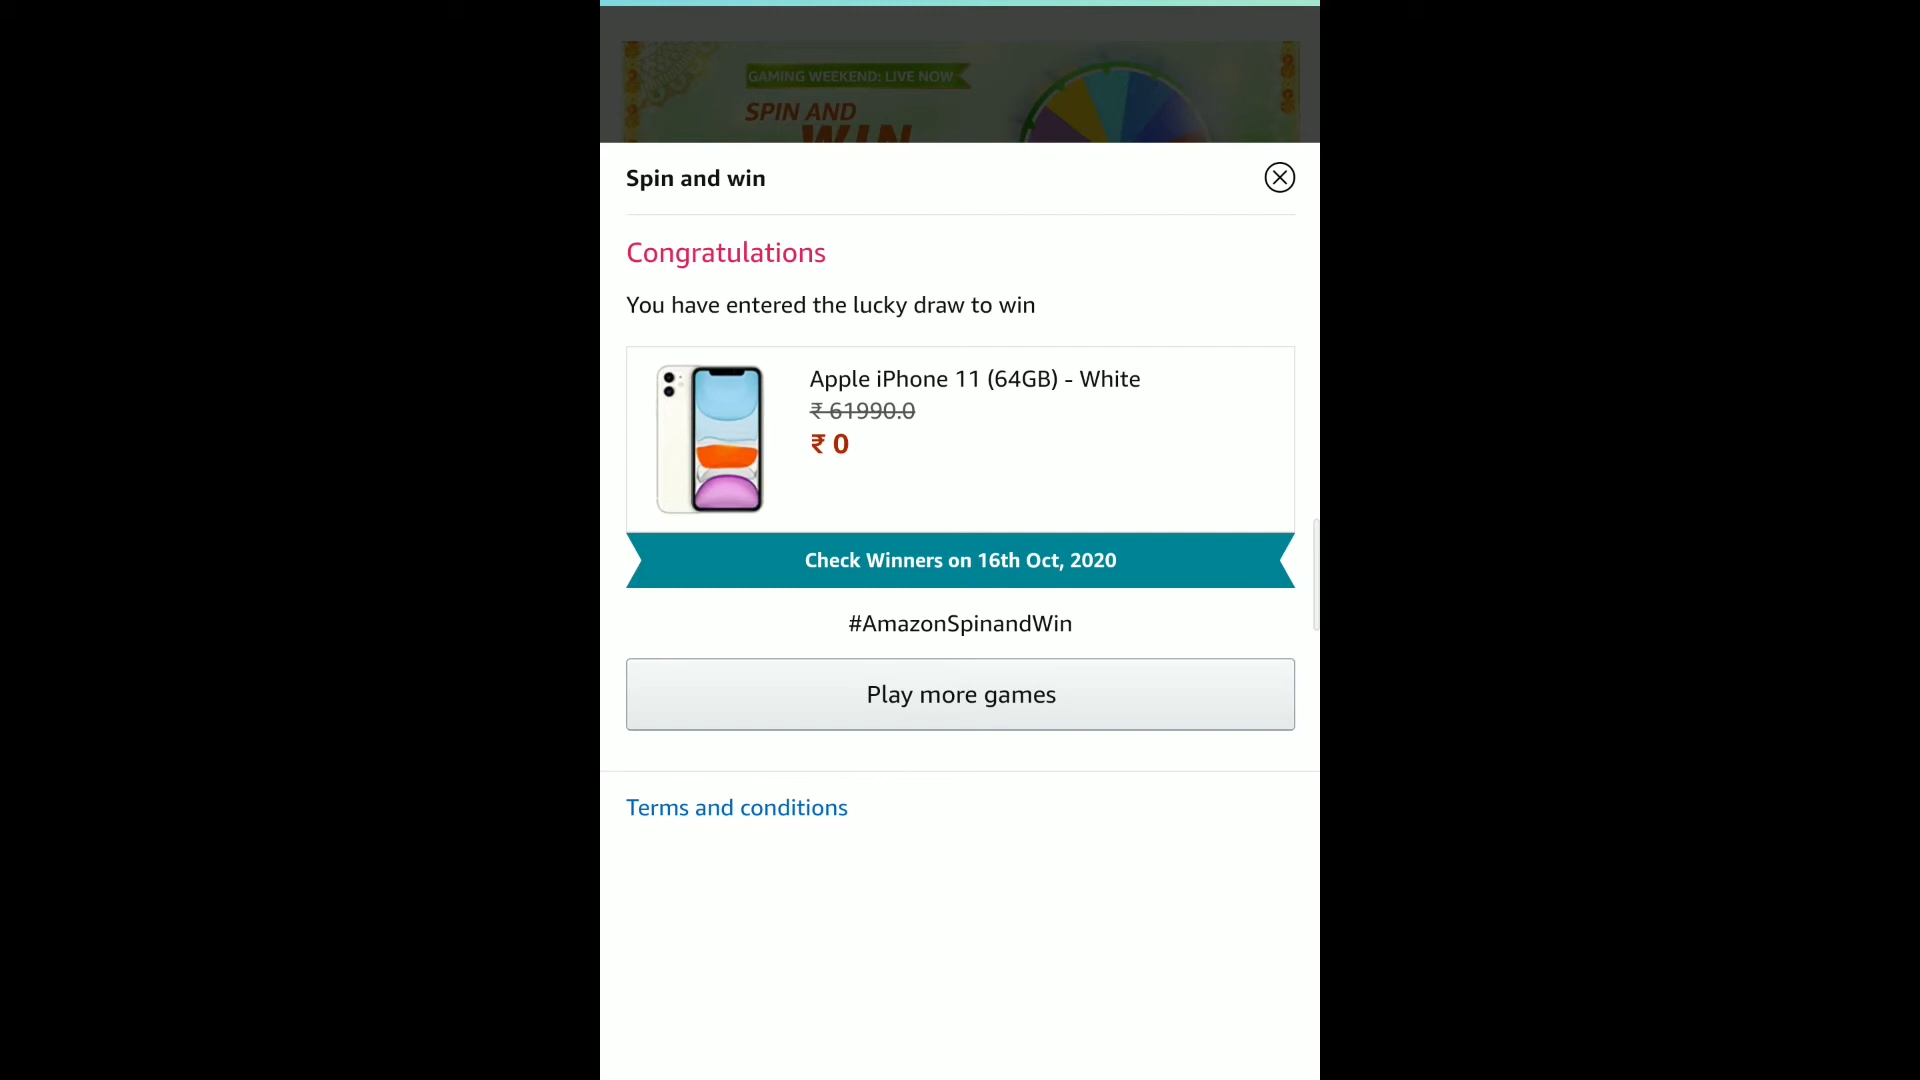 GAMING WEEKEND: LIVE NOW
SPIN AND
WIN
Spin and win
Congratulations
You have entered the lucky draw to win
Apple iPhone 11 (64GB) - White
₹ 61990.0
₹ 0
Check Winners on 16th Oct, 2020
#AmazonSpinandWin
Play more games
Terms and conditions